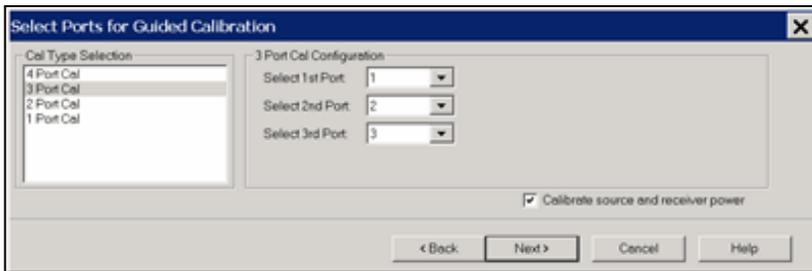 Select Ports for Guided Calibration
Cal Type Selection
4 Port Cal
3 Port Cal
2 Port Cal
1 Port Cal
3 Port Cal Configuration
Select 1st Port 1
Select 2nd Port 2
Select 3rd Port 3
Calibrate source and receiver power
< Back
Next >
Cancel
Help